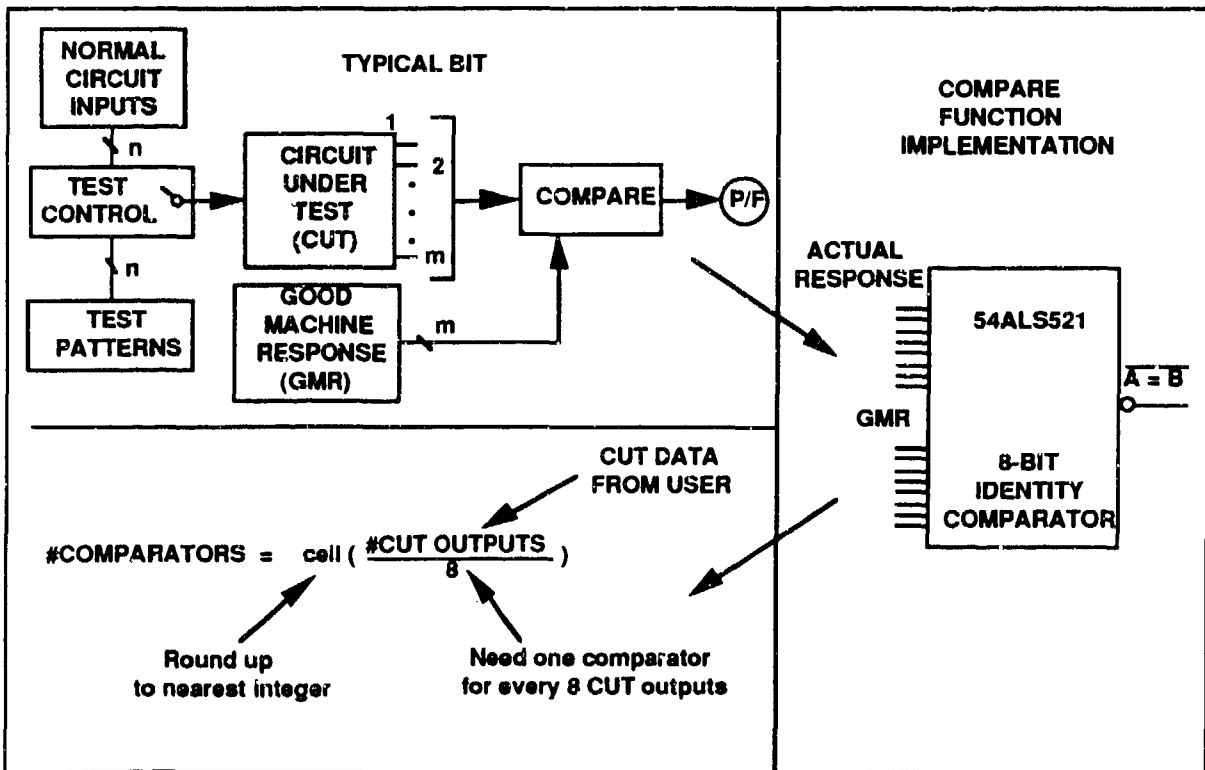 NORMAL
CIRCUIT
INPUTS
TYPICAL BIT
n
TEST
CONTROL
n
TEST
PATTERNS
CIRCUIT
UNDER
TEST
(CUT)
1
2
m
COMPARE
P/F
GOOD
MACHINE
RESPONSE
(GMR)
m
COMPARE
FUNCTION
IMPLEMENTATION
ACTUAL
RESPONSE
54ALS521
A = B
GMR
8-BIT
IDENTITY
COMPARATOR
CUT DATA
FROM USER
#COMPARATORS = ceil ( #CUT OUTPUTS )
8
Round up
to nearest integer
Need one comparator
for every 8 CUT outputs